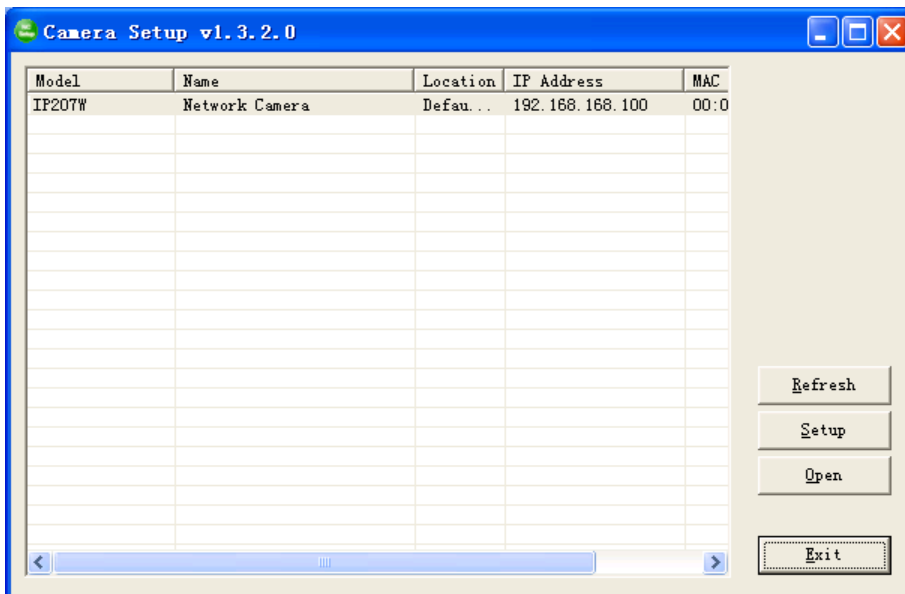 Camera Setup v1.3.2.0
Model Name Location IP Address MAC
IP207W Network Camera Defau... 192.168.168.100 00:0
Refresh
Setup
Open
Exit